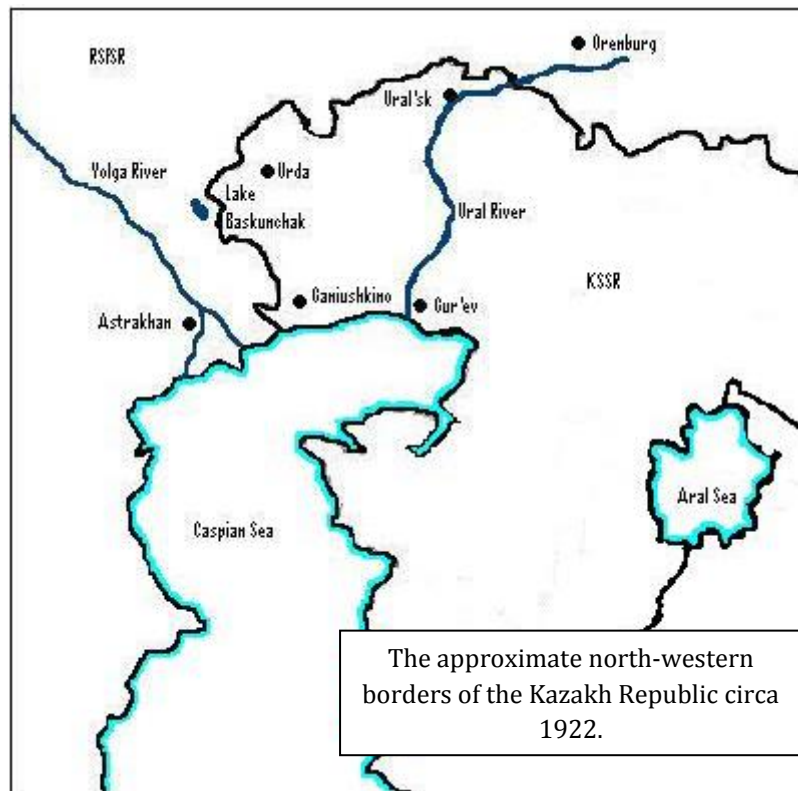 Orenburg
RSFSR
Ural'sk
Volga River
Urda
Lake
Baskunchak
Ural River
KSSR
Ganiushkino
Gur'ev
Astrakhan
Aral Sea
Caspian Sea
The approximate north-western
borders of the Kazakh Republic circa
1922.